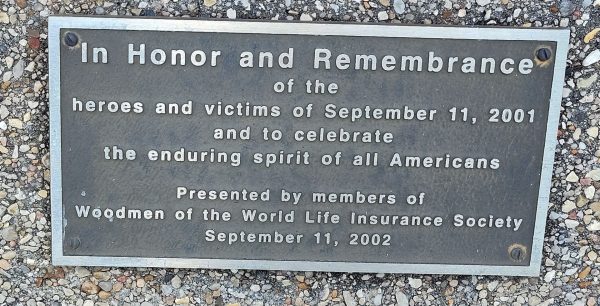 In Honor and Remembrance
of the
heroes and victims of September 11, 2001
and to celebrate
the enduring spirit of all Americans
Presented by members of
Woodmen of the World Life Insurance Society
September 11, 2002